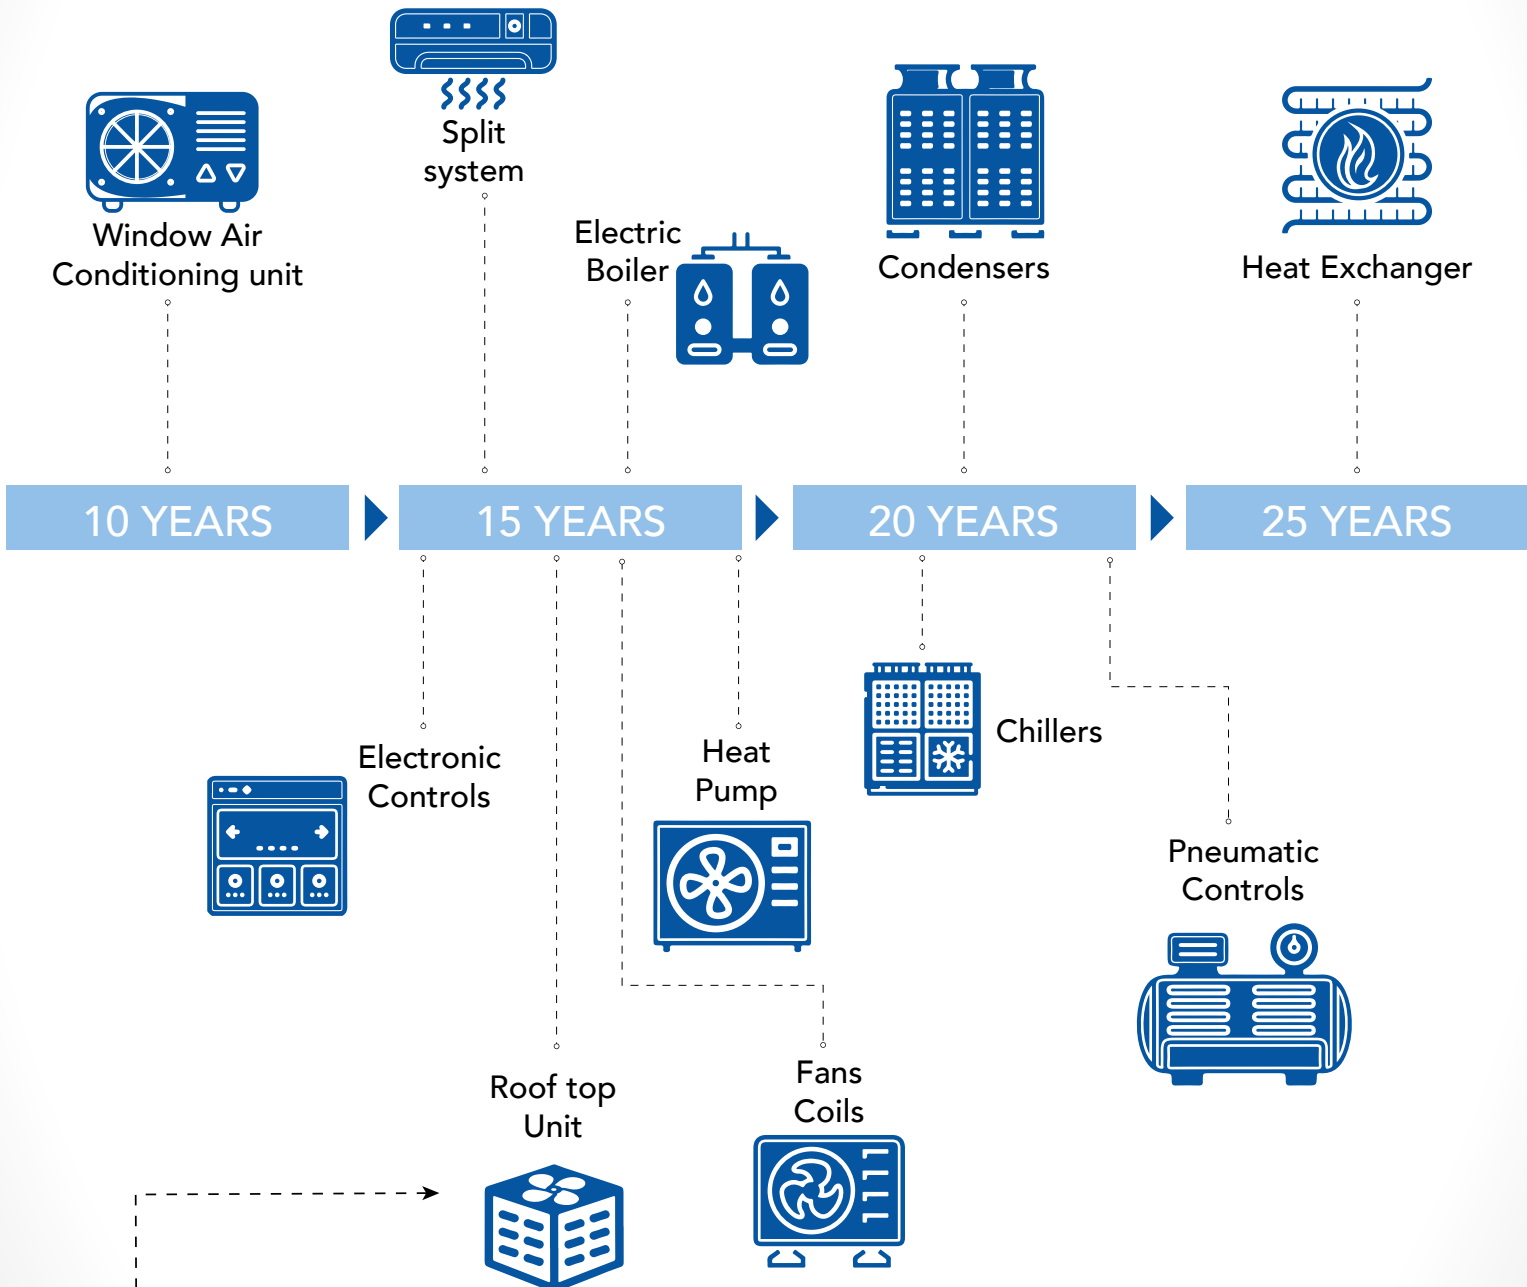 Split
system
Window Air
Conditioning unit
Electric
Boiler
Condensers
Heat Exchanger
10 YEARS
15 YEARS
20 YEARS
25 YEARS
Electronic
Controls
Heat
Pump
Chillers
Pneumatic
Controls
Roof top
Unit
Fans
Coils